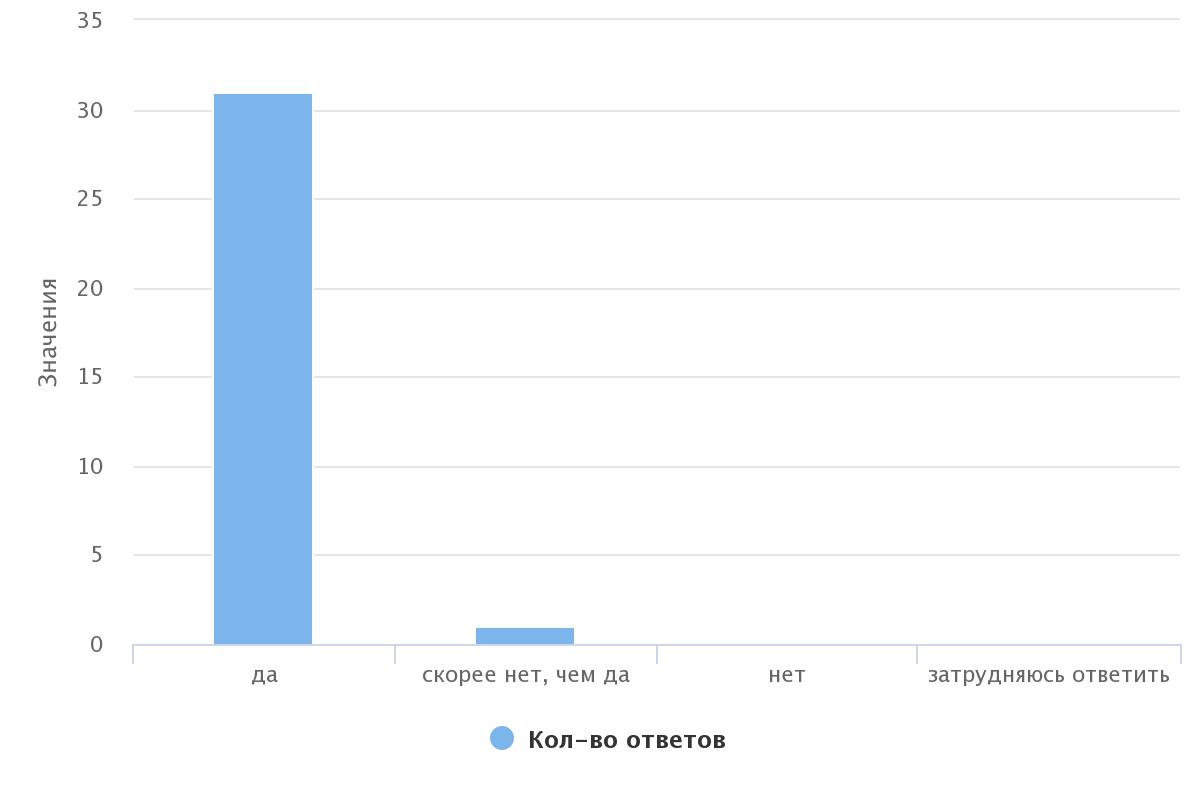 35
30
25
20
15
10
5
0
Значения
да
скорее нет, чем да
нет
затрудняюсь ответить
Кол-во ответов